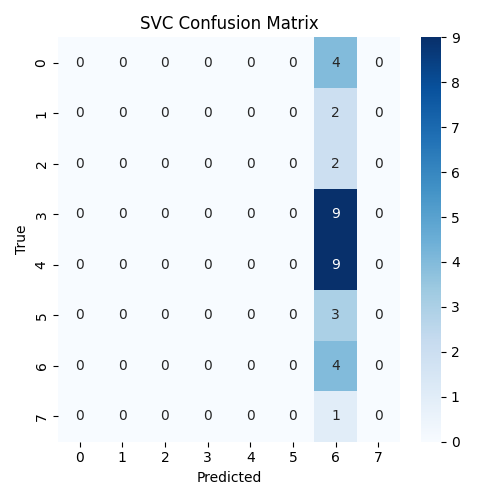 SVC Confusion Matrix
0 0 0 0 0 0 0 4 0
1 0 0 0 0 0 0 2 0
2 0 0 0 0 0 0 2 0
3 0 0 0 0 0 0 9 0
4 0 0 0 0 0 0 9 0
5 0 0 0 0 0 0 3 0
6 0 0 0 0 0 0 4 0
7 0 0 0 0 0 0 1 0
0 1 2 3 4 5 6 7
Predicted
True
9
8
7
6
5
4
3
2
1
0